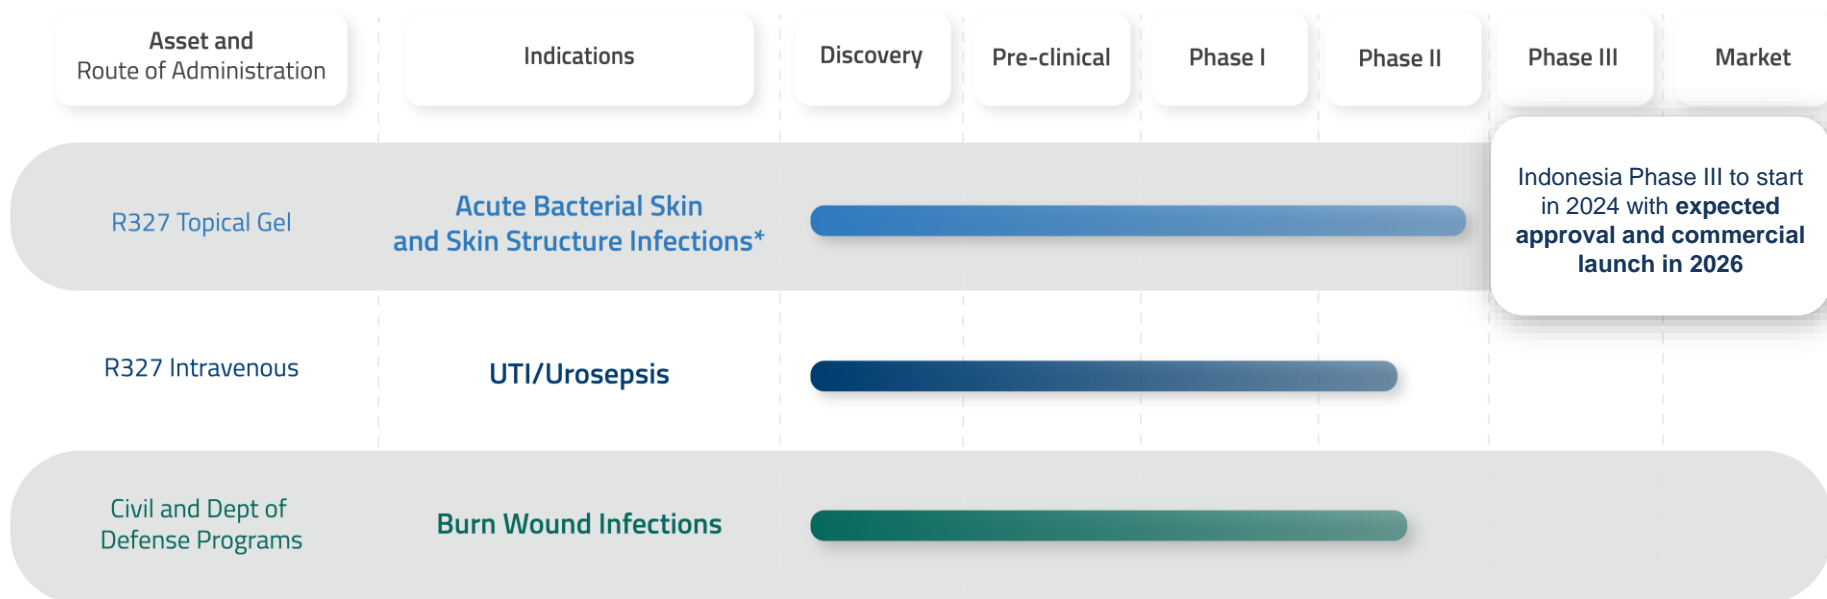 Asset and
Route of Administration
Indications
Discovery
Pre-clinical
Phase I
Phase II
Phase III
Market
R327 Topical Gel
Acute Bacterial Skin
and Skin Structure Infections*
Indonesia Phase III to start
in 2024 with expected
approval and commercial
launch in 2026
R327 Intravenous
UTI/Urosepsis
Civil and Dept of
Defense Programs
Burn Wound Infections